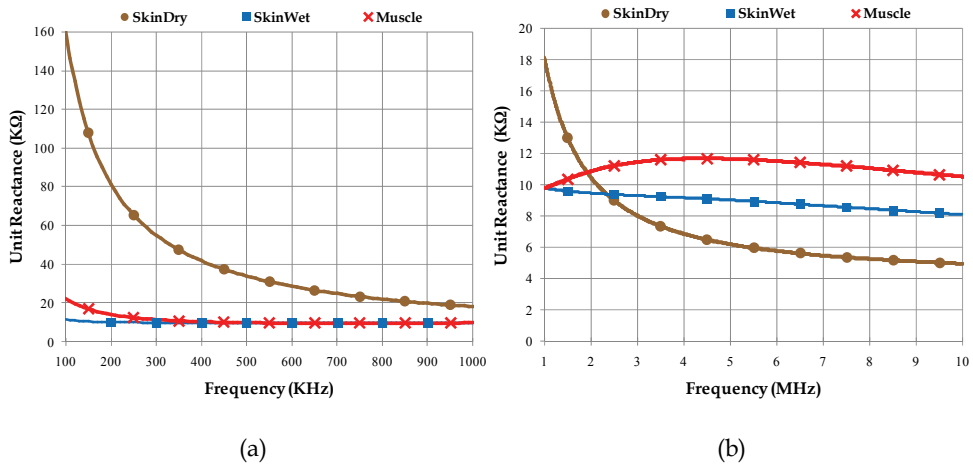 SkinDry SkinWet Muscle
160
140
120
100
80
60
40
20
0
Unit Reactance (KΩ)
100 200 300 400 500 600 700 800 900 1000
Frequency (KHz)
(a)
SkinDry SkinWet Muscle
20
18
16
14
12
10
8
6
4
2
0
Unit Reactance (KΩ)
1 2 3 4 5 6 7 8 9 10
Frequency (MHz)
(b)